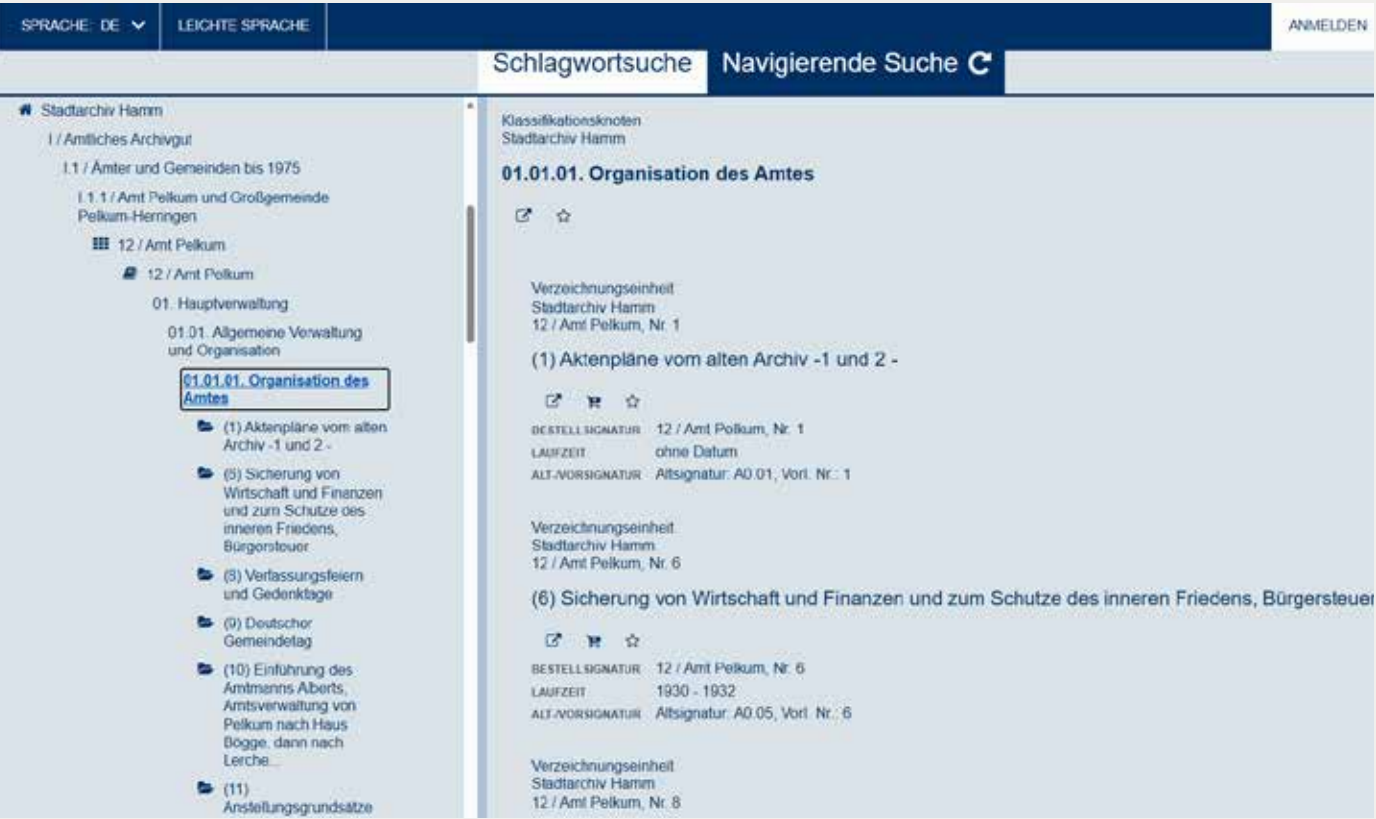 SPRACHE: DE
LEICHTE SPRACHE
ANMELDEN
Schlagwortsuche
Navigierende Suche
Stadtarchiv Hamm
I / Amtliches Archivgut
I.1 / Ämter und Gemeinden bis 1975
I.1.1 / Amt Pelkum und Großgemeinde
Pelkum-Herringen
12 / Amt Pelkum
12 / Amt Pelkum
01. Hauptverwaltung
01.01. Allgemeine Verwaltung
und Organisation
01.01.01. Organisation des
Amtes
(1) Aktenpläne vom alten
Archiv -1 und 2 -
(6) Sicherung von
Wirtschaft und Finanzen
und zum Schutze des
inneren Friedens,
Bürgersteuer
(8) Verfassungsfeiern
und Gedenktage
(9) Deutscher
Gemeindetag
(10) Einführung des
Amtmanns Alberts,
Amtsverwaltung von
Pelkum nach Haus
Bögge, dann nach
Lerche...
(11)
Anstellungsgrundsätze
Klassifikationsknoten
Stadtarchiv Hamm
01.01.01. Organisation des Amtes
Verzeichnungseinheit
Stadtarchiv Hamm
12 / Amt Pelkum, Nr. 1
(1) Aktenpläne vom alten Archiv -1 und 2 -
BESTELLSIGNATUR 12 / Amt Pelkum, Nr. 1
LAUFZEIT ohne Datum
ALT-/VORSIGNATUR Altsignatur: A0.01, Vorl. Nr.: 1
Verzeichnungseinheit
Stadtarchiv Hamm
12 / Amt Pelkum, Nr. 6
(6) Sicherung von Wirtschaft und Finanzen und zum Schutze des inneren Friedens, Bürgersteuer
BESTELLSIGNATUR 12 / Amt Pelkum, Nr. 6
LAUFZEIT 1930 - 1932
ALT-/VORSIGNATUR Altsignatur: A0.05, Vorl. Nr.: 6
Verzeichnungseinheit
Stadtarchiv Hamm
12 / Amt Pelkum, Nr. 8